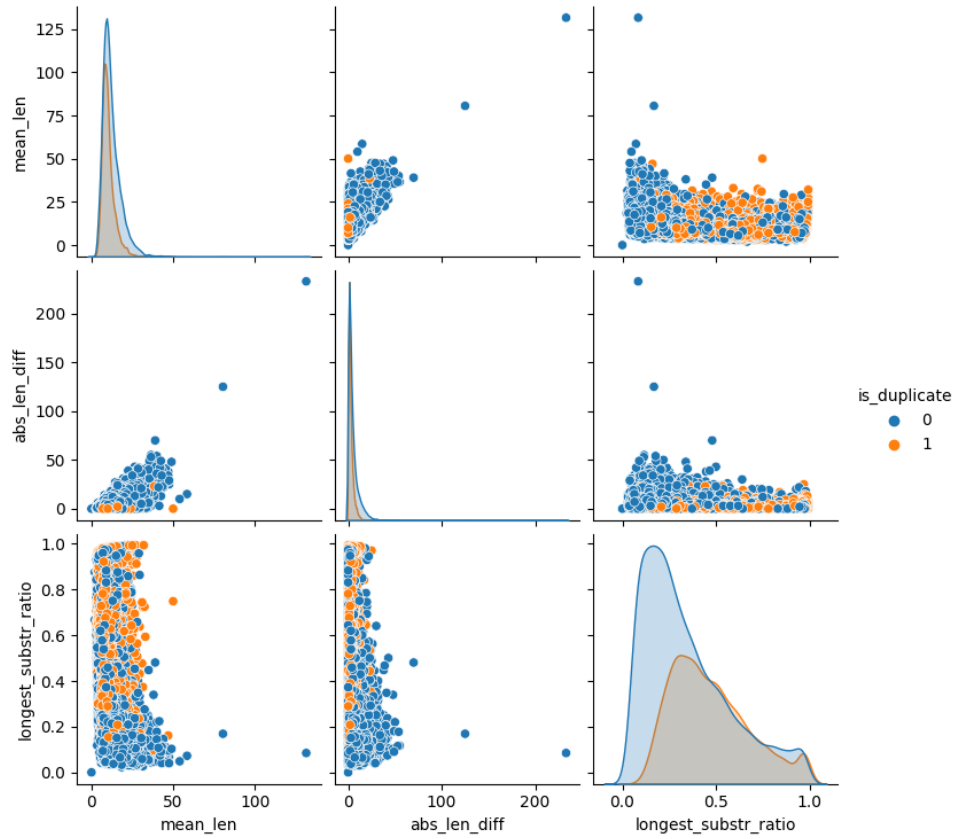 125
100
75
50
25
0
mean_len
200
150
100
50
0
abs_len_diff
is_duplicate
0
1
1.0
0.8
0.6
0.4
0.2
0.0
longest_substr_ratio
0 50 100
mean_len
0 100 200
abs_len_diff
0.0 0.5 1.0
longest_substr_ratio